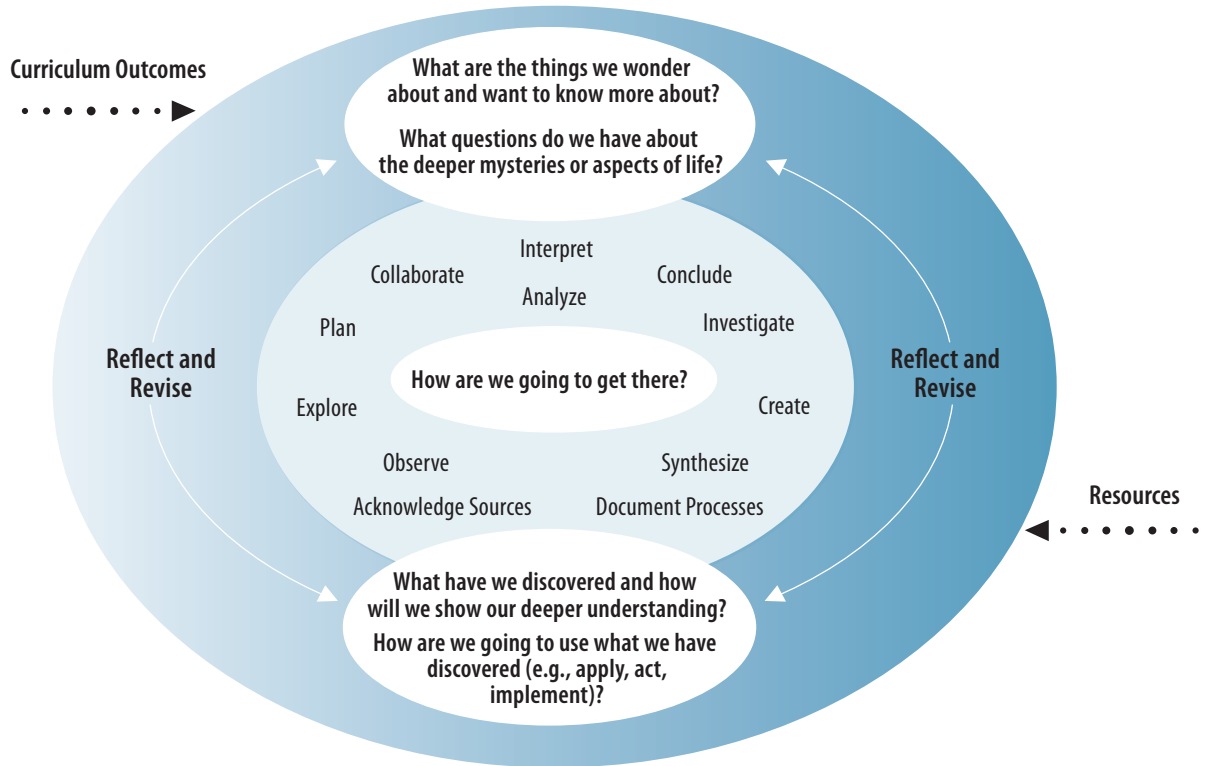 Curriculum Outcomes
What are the things we wonder
about and want to know more about?
What questions do we have about
the deeper mysteries or aspects of life?
Interpret
Collaborate
Conclude
Analyze
Plan
Investigate
Reflect and
Revise
How are we going to get there?
Reflect and
Revise
Explore
Create
Observe
Synthesize
Acknowledge Sources
Document Processes
Resources
What have we discovered and how
will we show our deeper understanding?
How are we going to use what we have
discovered (e.g., apply, act,
implement)?